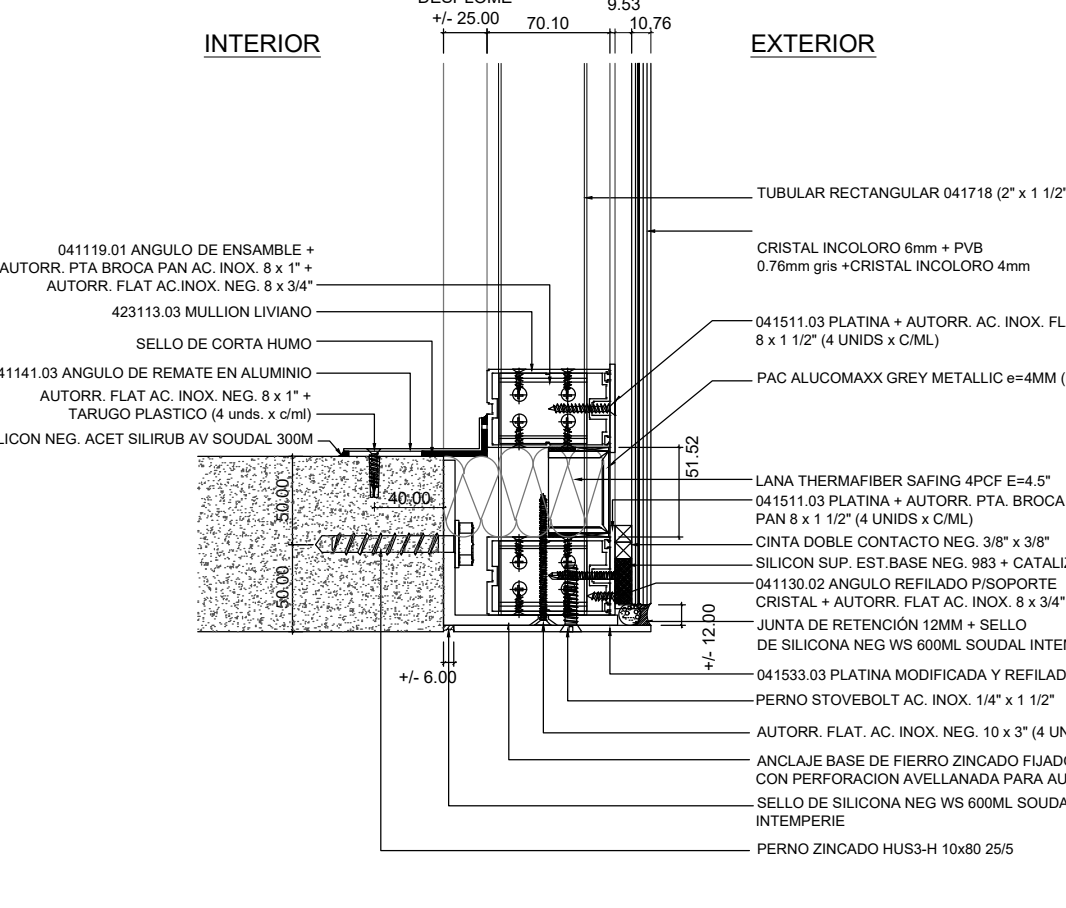 DESPLOME
+/- 25.00
70.10
9.53
10.76
INTERIOR
EXTERIOR
TUBULAR RECTANGULAR 041718 (2" x 1 1/2"
CRISTAL INCOLORO 6mm + PVB
0.76mm gris +CRISTAL INCOLORO 4mm
041119.01 ANGULO DE ENSAMBLE +
AUTORR. PTA BROCA PAN AC. INOX. 8 x 1" +
AUTORR. FLAT AC.INOX. NEG. 8 x 3/4"
423113.03 MULLION LIVIANO
SELLO DE CORTA HUMO
41141.03 ANGULO DE REMATE EN ALUMINIO
AUTORR. FLAT AC. INOX. NEG. 8 x 1" +
TARUGO PLASTICO (4 unds. x c/ml)
LICON NEG. ACET SILIRUB AV SOUDAL 300M
041511.03 PLATINA + AUTORR. AC. INOX. FL
8 x 1 1/2" (4 UNIDS x C/ML)
PAC ALUCOMAXX GREY METALLIC e=4MM (
51.52
LANA THERMAFIBER SAFING 4PCF E=4.5"
041511.03 PLATINA + AUTORR. PTA. BROCA
PAN 8 x 1 1/2" (4 UNIDS x C/ML)
CINTA DOBLE CONTACTO NEG. 3/8" x 3/8"
SILICON SUP. EST.BASE NEG. 983 + CATALIZ
041130.02 ANGULO REFILADO P/SOPORTE
CRISTAL + AUTORR. FLAT AC. INOX. 8 x 3/4"
JUNTA DE RETENCIÓN 12MM + SELLO
DE SILICONA NEG WS 600ML SOUDAL INTEM
50.00
40.00
50.00
+/- 12.00
+/- 6.00
041533.03 PLATINA MODIFICADA Y REFILAD
PERNO STOVEBOLT AC. INOX. 1/4" x 1 1/2"
AUTORR. FLAT. AC. INOX. NEG. 10 x 3" (4 UN
ANCLAJE BASE DE FIERRO ZINCADO FIJADO
CON PERFORACION AVELLANADA PARA AU
SELLO DE SILICONA NEG WS 600ML SOUDA
INTEMPERIE
PERNO ZINCADO HUS3-H 10x80 25/5